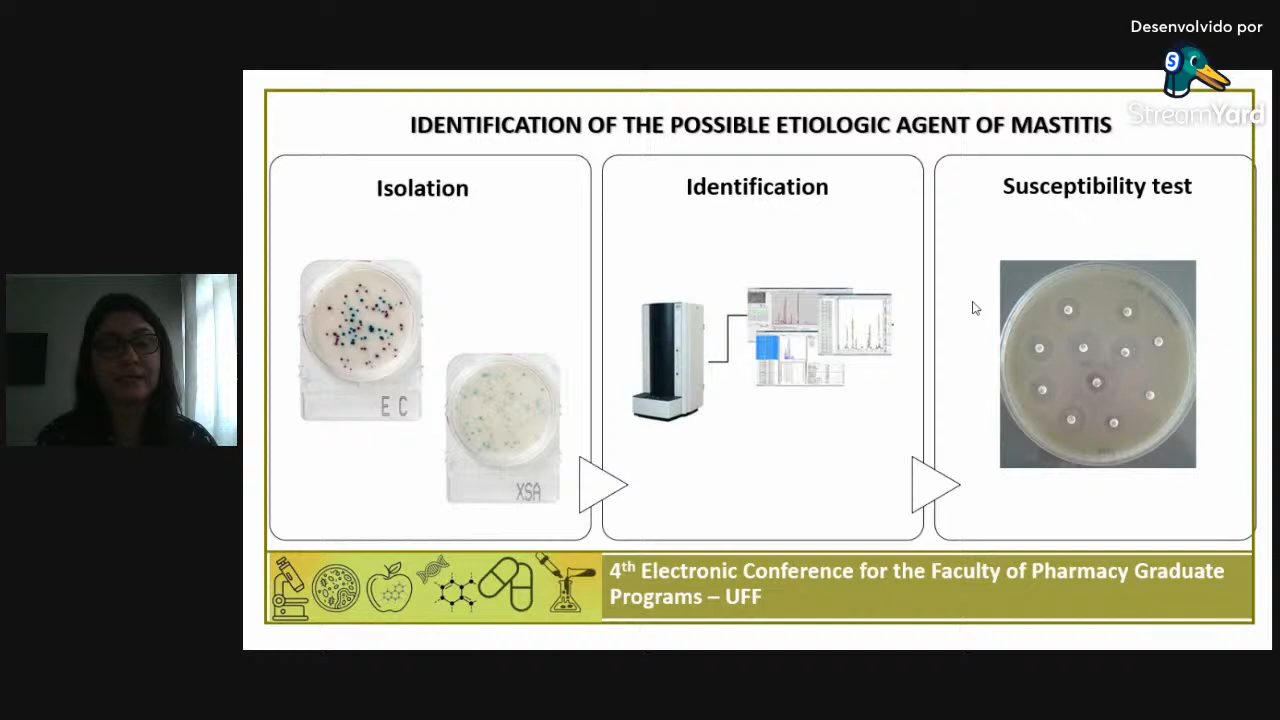 Desenvolvido por
S
StreamYard
IDENTIFICATION OF THE POSSIBLE ETIOLOGIC AGENT OF MASTITIS
Isolation
Identification
Susceptibility test
E C
XSA
4th Electronic Conference for the Faculty of Pharmacy Graduate
Programs – UFF